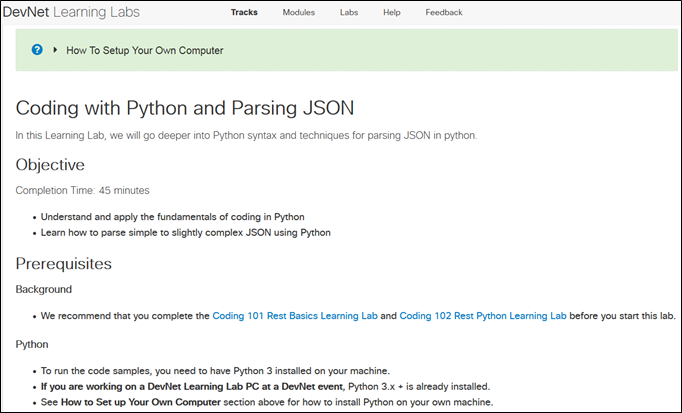 DevNet Learning Labs Tracks Modules Labs Help Feedback
? How To Setup Your Own Computer
Coding with Python and Parsing JSON
In this Learning Lab, we will go deeper into Python syntax and techniques for parsing JSON in python.
Objective
Completion Time: 45 minutes
• Understand and apply the fundamentals of coding in Python
• Learn how to parse simple to slightly complex JSON using Python
Prerequisites
Background
• We recommend that you complete the Coding 101 Rest Basics Learning Lab and Coding 102 Rest Python Learning Lab before you start this lab.
Python
• To run the code samples, you need to have Python 3 installed on your machine.
• If you are working on a DevNet Learning Lab PC at a DevNet event, Python 3.x + is already installed.
• See How to Set up Your Own Computer section above for how to install Python on your own machine.